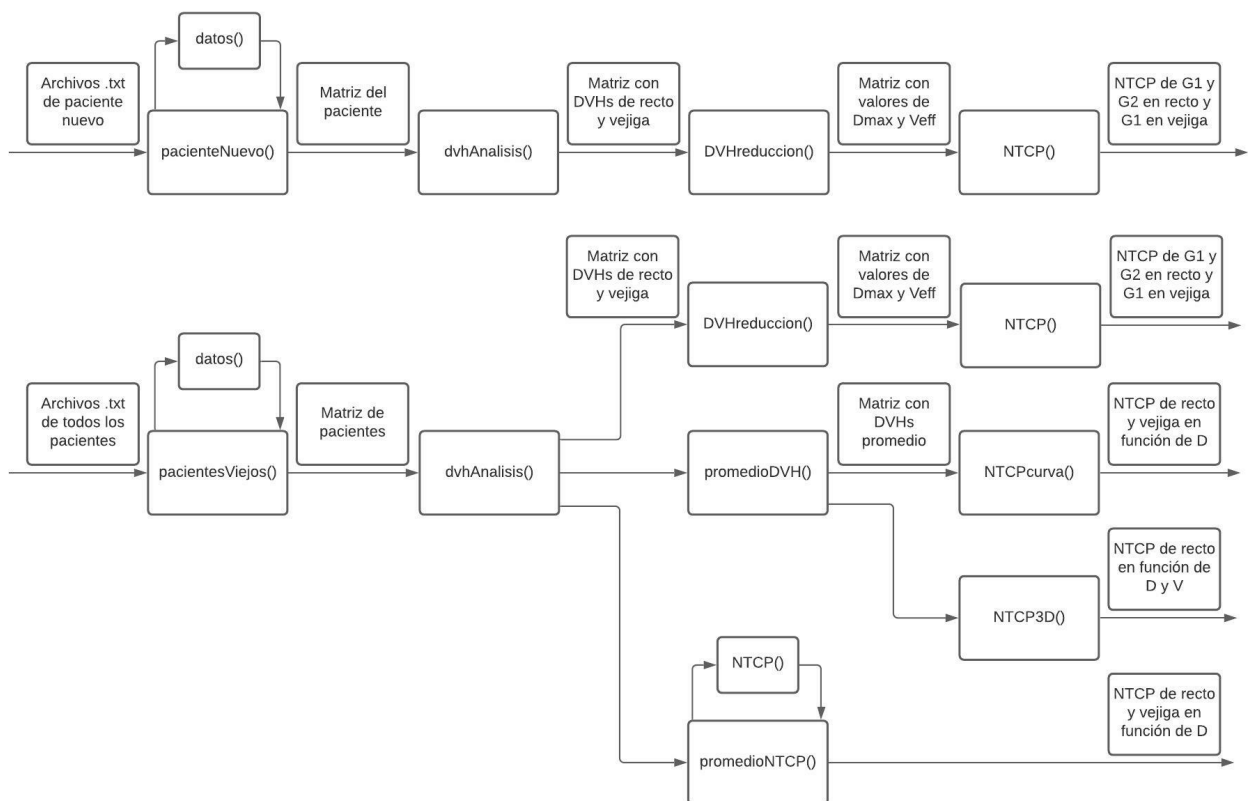 datos()
Archivos .txt
de paciente
nuevo
pacienteNuevo()
Matriz del
paciente
dvhAnalisis()
Matriz con
DVHs de recto
y vejiga
DVHreduccion()
Matriz con
valores de
Dmax y Veff
NTCP()
NTCP de G1 y
G2 en recto y
G1 en vejiga
Matriz con
DVHs de recto
y vejiga
DVHreduccion()
Matriz con
valores de
Dmax y Veff
NTCP()
NTCP de G1 y
G2 en recto y
G1 en vejiga
datos()
Archivos .txt
de todos los
pacientes
pacientesViejos()
Matriz de
pacientes
dvhAnalisis()
promedioDVH()
Matriz con
DVHs
promedio
NTCPcurva()
NTCP de recto
y vejiga en
función de D
NTCP3D()
NTCP de recto
en función de
D y V
NTCP()
promedioNTCP()
NTCP de recto
y vejiga en
función de D